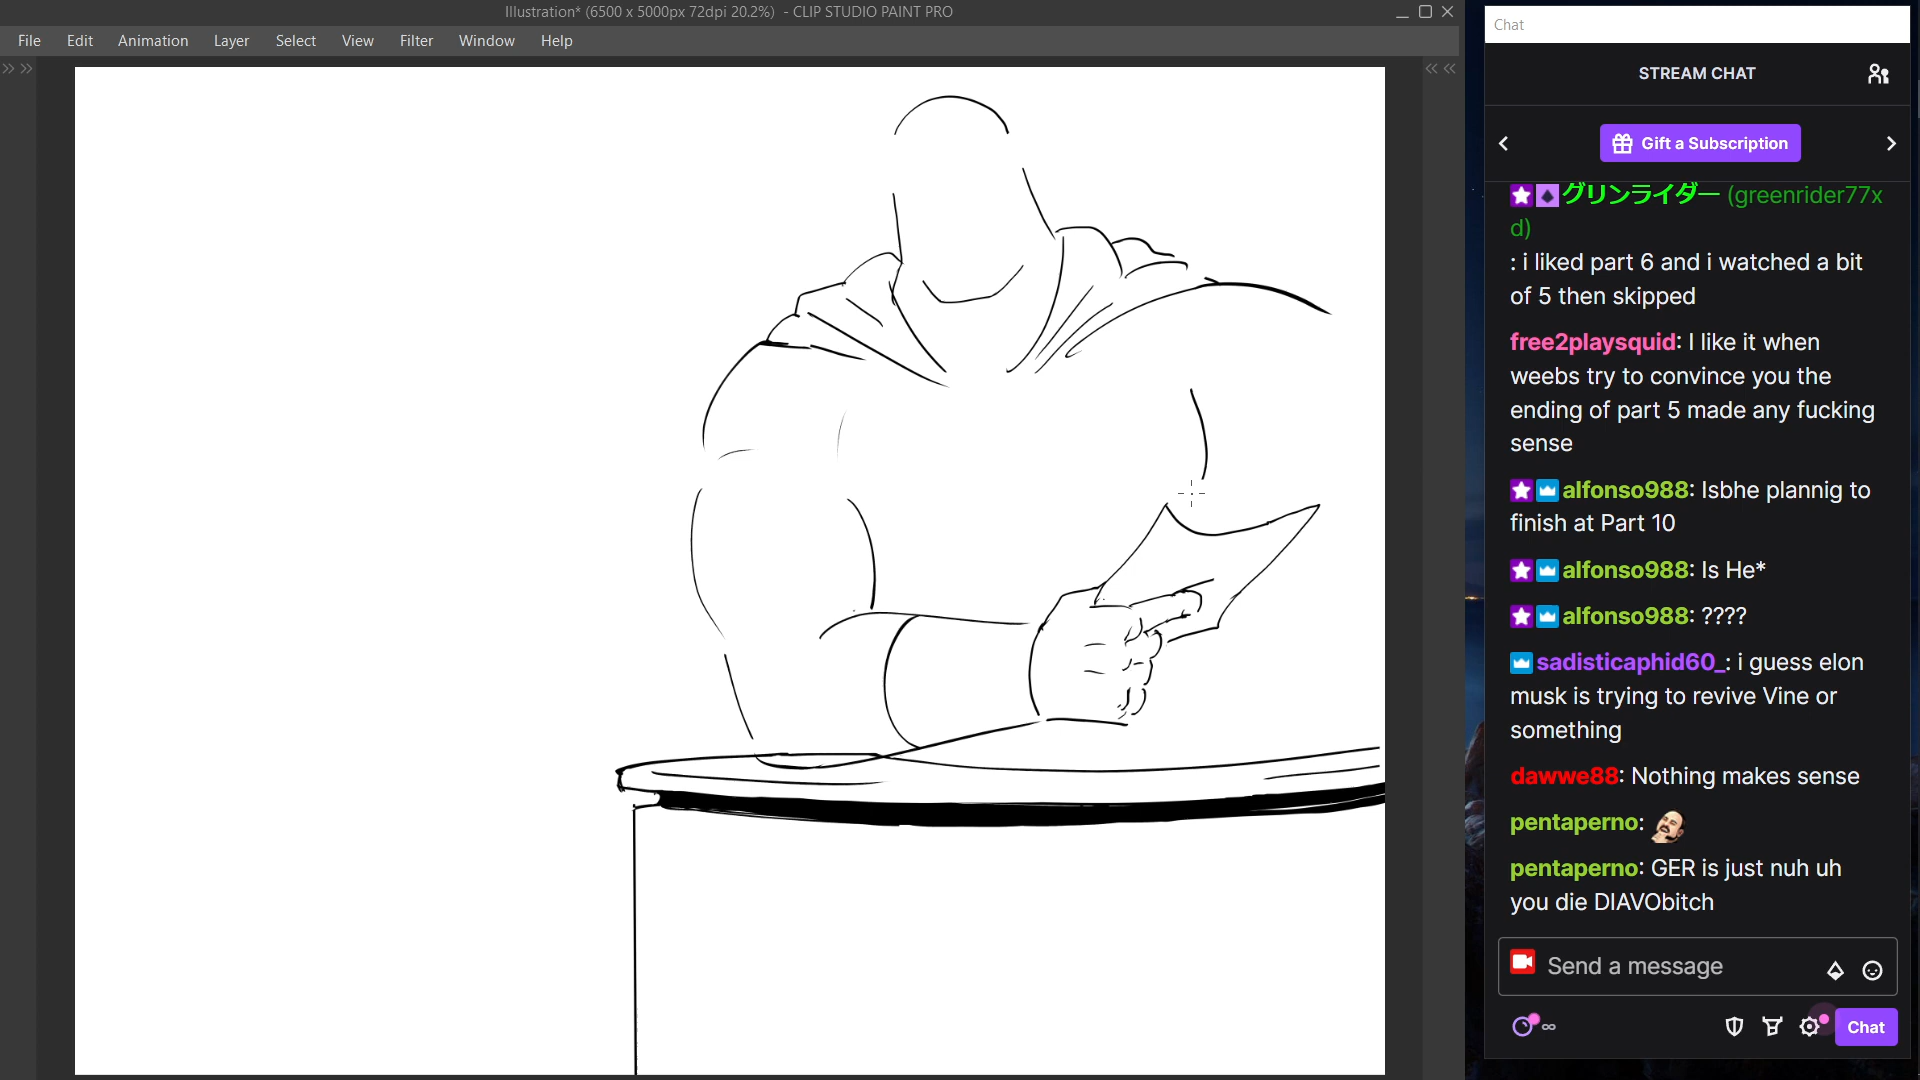 Illustration* (6500 x 5000px 72dpi 20.2%) - CLIP STUDIO PAINT PRO
File Edit Animation Layer Select View Filter Window Help
Chat
STREAM CHAT
Gift a Subscription
グリンライダー (greenrider77x
d)
: i liked part 6 and i watched a bit
of 5 then skipped
free2playsquid: I like it when
weebs try to convince you the
ending of part 5 made any fucking
sense
alfonso988: Isbhe plannig to
finish at Part 10
alfonso988: Is He*
alfonso988: ????
sadisticaphid60_: i guess elon
musk is trying to revive Vine or
something
dawwe88: Nothing makes sense
pentaperno:
pentaperno: GER is just nuh uh
you die DIAVObitch
Send a message
∞
Chat